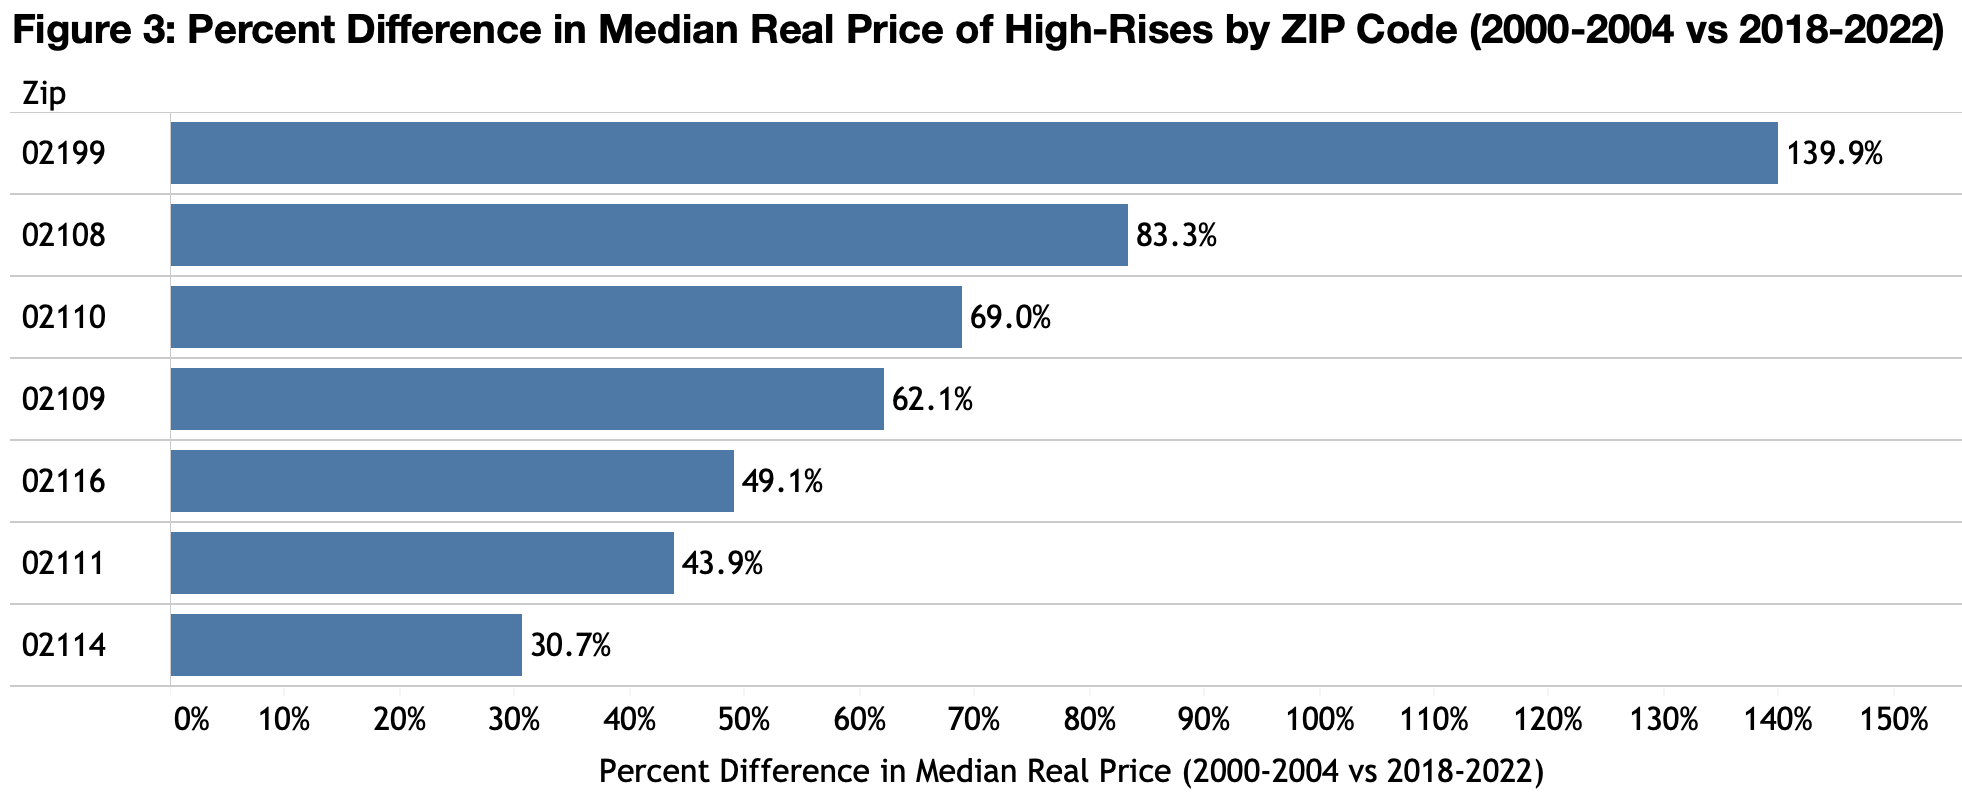 Figure 3: Percent Difference in Median Real Price of High-Rises by ZIP Code (2000-2004 vs 2018-2022)
Zip
02199 139.9%
02108 83.3%
02110 69.0%
02109 62.1%
02116 49.1%
02111 43.9%
02114 30.7%
0% 10% 20% 30% 40% 50% 60% 70% 80% 90% 100% 110% 120% 130% 140% 150%
Percent Difference in Median Real Price (2000-2004 vs 2018-2022)